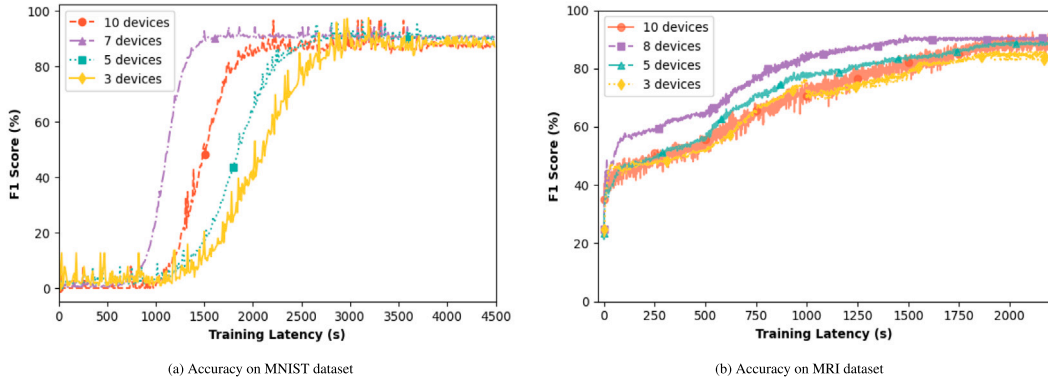 100
80
60
40
20
0
F1 Score (%)
10 devices
7 devices
5 devices
3 devices
0 500 1000 1500 2000 2500 3000 3500 4000 4500
Training Latency (s)
(a) Accuracy on MNIST dataset
100
80
60
40
20
0
F1 Score (%)
10 devices
8 devices
5 devices
3 devices
0 250 500 750 1000 1250 1500 1750 2000
Training Latency (s)
(b) Accuracy on MRI dataset